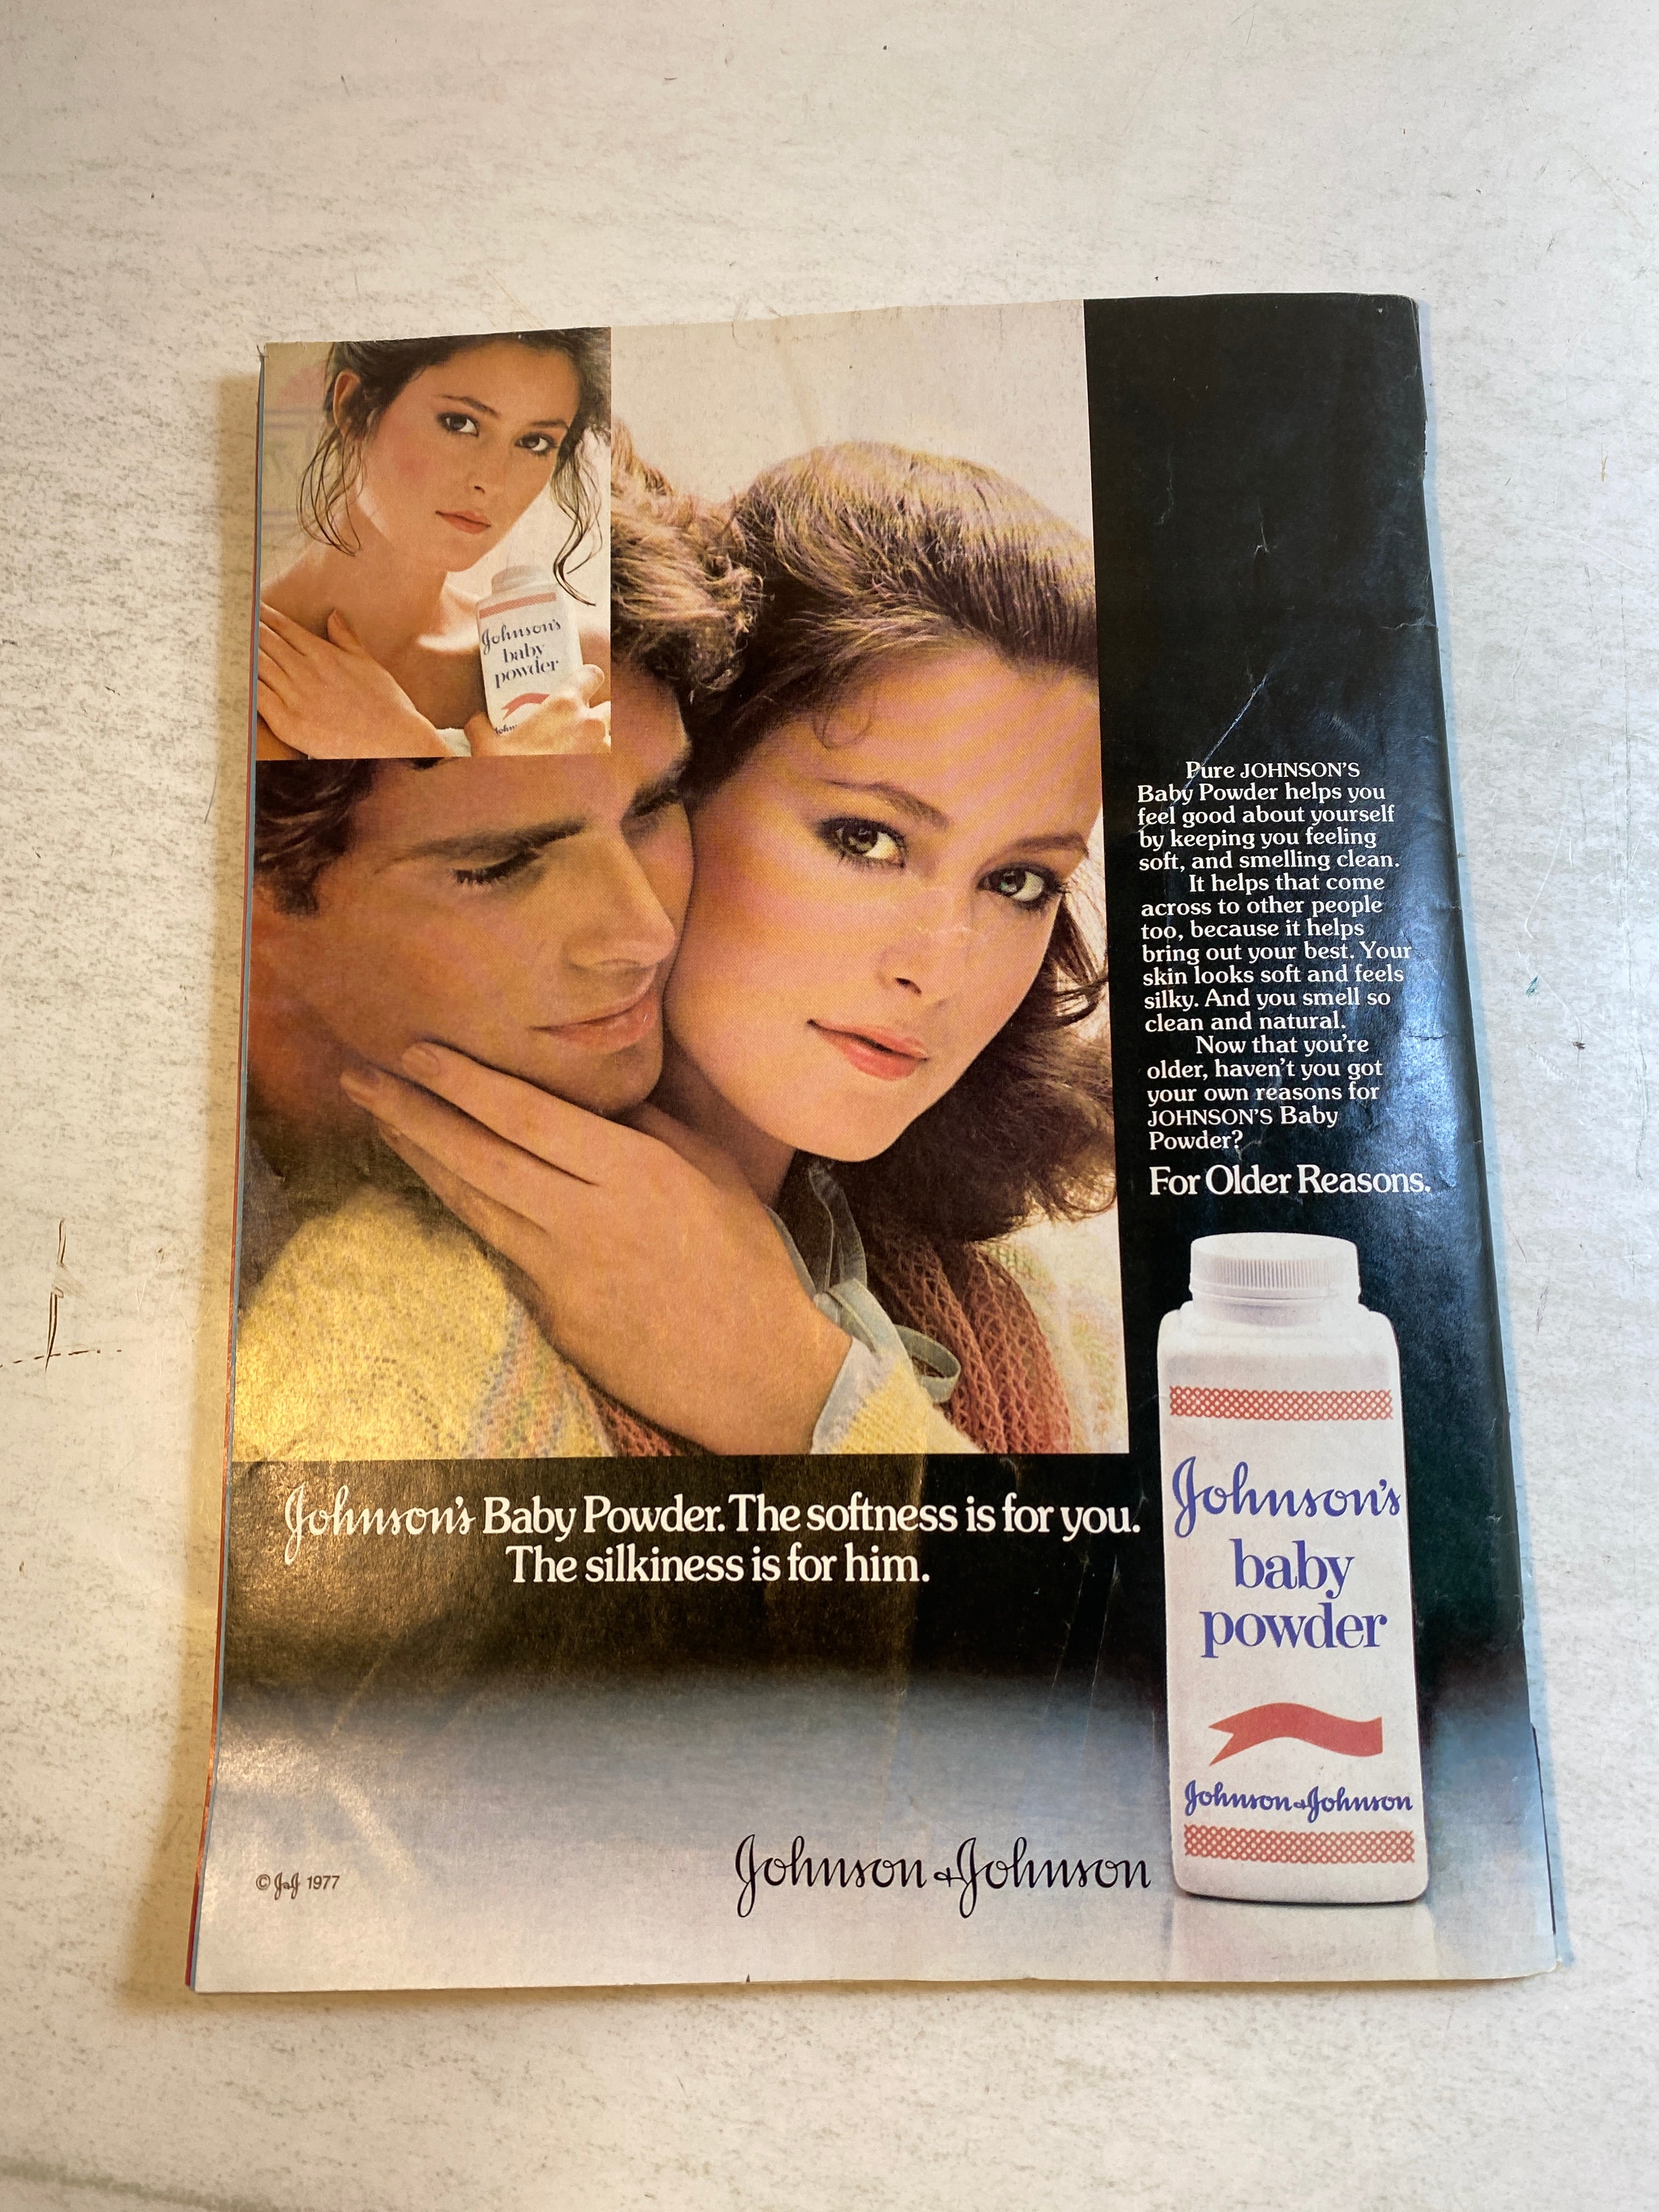 Johnson's
baby
powder
Pure JOHNSON'S
Baby Powder helps you
feel good about yourself
by keeping you feeling
soft, and smelling clean.
It helps that come
across to other people
too, because it helps
bring out your best. Your
skin looks soft and feels
silky. And you smell so
clean and natural.
Now that you're
older, haven't you got
your own reasons for
JOHNSON'S Baby
Powder?
For Older Reasons.
Johnson's Baby Powder. The softness is for you.
The silkiness is for him.
Johnson's
baby
powder
Johnson & Johnson
Johnson & Johnson
© J&J 1977